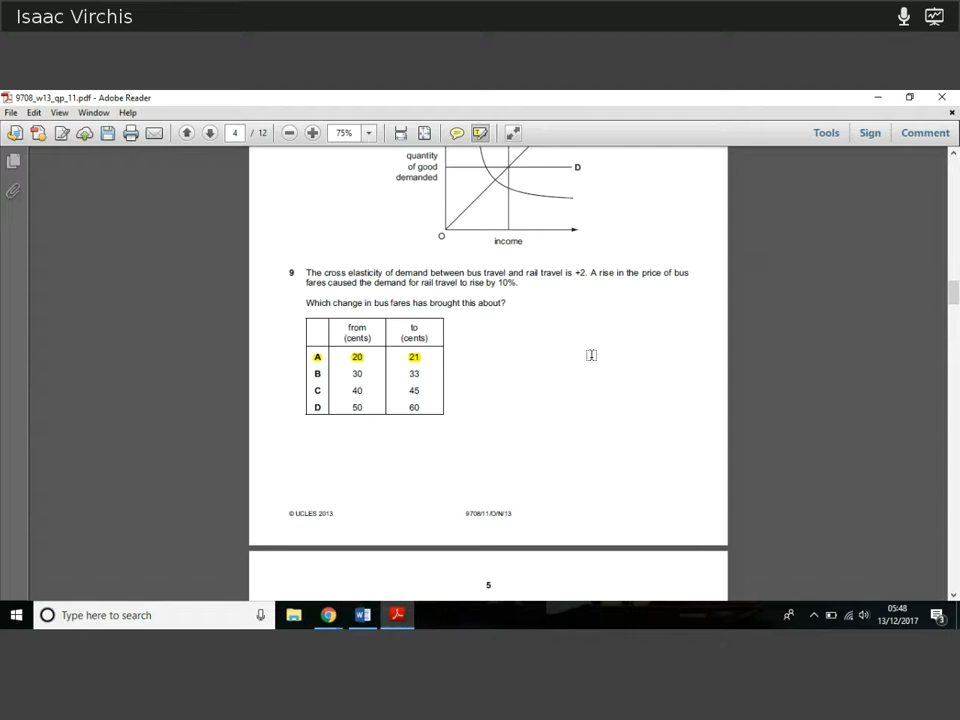 Isaac Virchis
9708_w13_qp_11.pdf - Adobe Reader
File Edit View Window Help
4 / 12 75% Tools Sign Comment
quantity
of good
demanded
D
O
income
9 The cross elasticity of demand between bus travel and rail travel is +2. A rise in the price of bus
fares caused the demand for rail travel to rise by 10%.
Which change in bus fares has brought this about?
from to
(cents) (cents)
A 20 21
B 30 33
C 40 45
D 50 60
© UCLES 2013 9708/11/O/N/13
5
Type here to search
05:48
13/12/2017
3